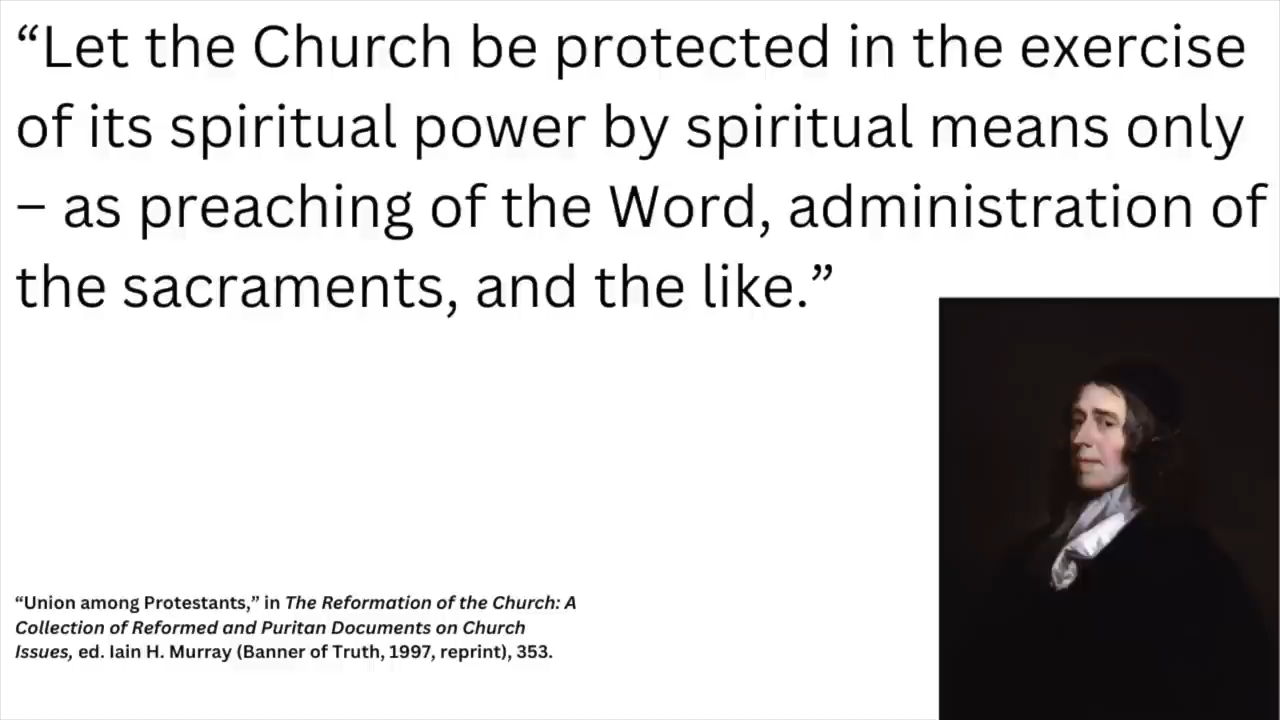 “Let the Church be protected in the exercise
of its spiritual power by spiritual means only
– as preaching of the Word, administration of
the sacraments, and the like.”
“Union among Protestants,” in The Reformation of the Church: A
Collection of Reformed and Puritan Documents on Church
Issues, ed. Iain H. Murray (Banner of Truth, 1997, reprint), 353.